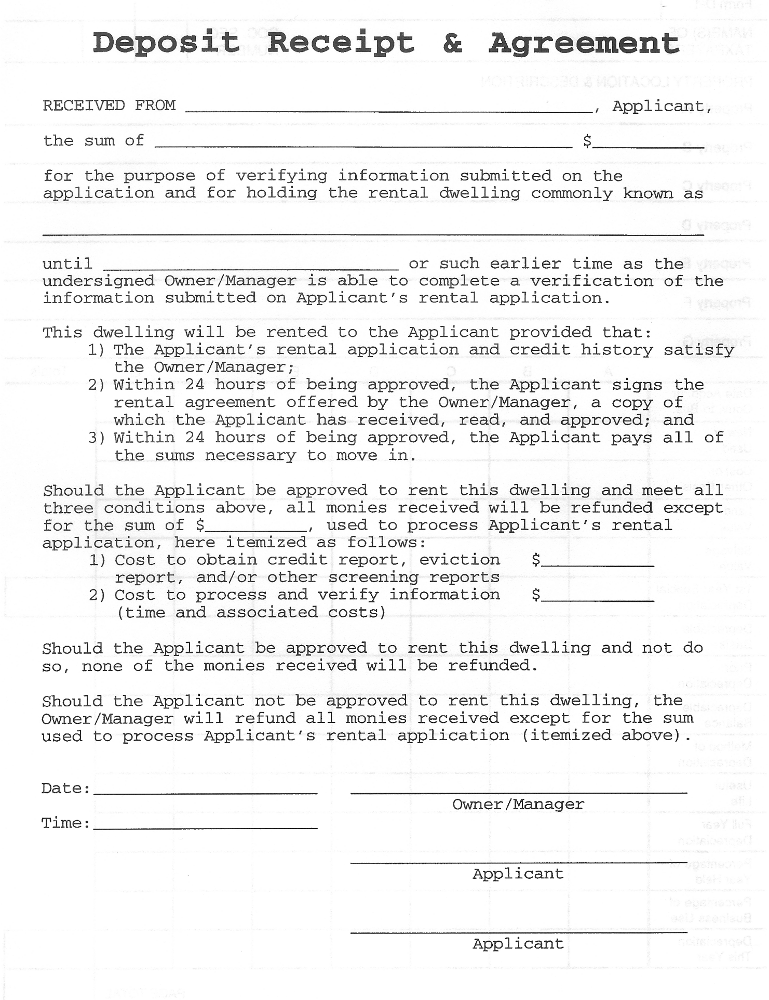 Deposit Receipt & Agreement
RECEIVED FROM ____________________, Applicant,
the sum of ____________________ $__________
for the purpose of verifying information submitted on the
application and for holding the rental dwelling commonly known as
____________________
until ____________________ or such earlier time as the
undersigned Owner/Manager is able to complete a verification of the
information submitted on Applicant's rental application.
This dwelling will be rented to the Applicant provided that:
1) The Applicant's rental application and credit history satisfy
the Owner/Manager;
2) Within 24 hours of being approved, the Applicant signs the
rental agreement offered by the Owner/Manager, a copy of
which the Applicant has received, read, and approved; and
3) Within 24 hours of being approved, the Applicant pays all of
the sums necessary to move in.
Should the Applicant be approved to rent this dwelling and meet all
three conditions above, all monies received will be refunded except
for the sum of $__________, used to process Applicant's rental
application, here itemized as follows:
1) Cost to obtain credit report, eviction $__________
report, and/or other screening reports
2) Cost to process and verify information $__________
(time and associated costs)
Should the Applicant be approved to rent this dwelling and not do
so, none of the monies received will be refunded.
Should the Applicant not be approved to rent this dwelling, the
Owner/Manager will refund all monies received except for the sum
used to process Applicant's rental application (itemized above).
Date:____________________
Owner/Manager
Time:____________________
Applicant
Applicant